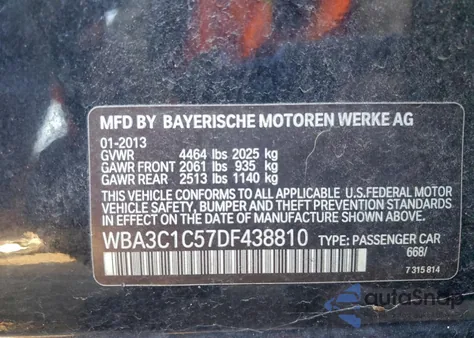 MFD BY BAYERISCHE MOTOREN WERKE AG
01-2013
GVWR 4464 lbs 2025 kg
GAWR FRONT 2061 lbs 935 kg
GAWR REAR 2513 lbs 1140 kg
THIS VEHICLE CONFORMS TO ALL APPLICABLE U.S.FEDERAL MOTOR
VEHICLE SAFETY, BUMPER AND THEFT PREVENTION STANDARDS
IN EFFECT ON THE DATE OF MANUFACTURE SHOWN ABOVE.
WBA3C1C57DF438810 TYPE: PASSENGER CAR
668/
7 315 814
autoSnap